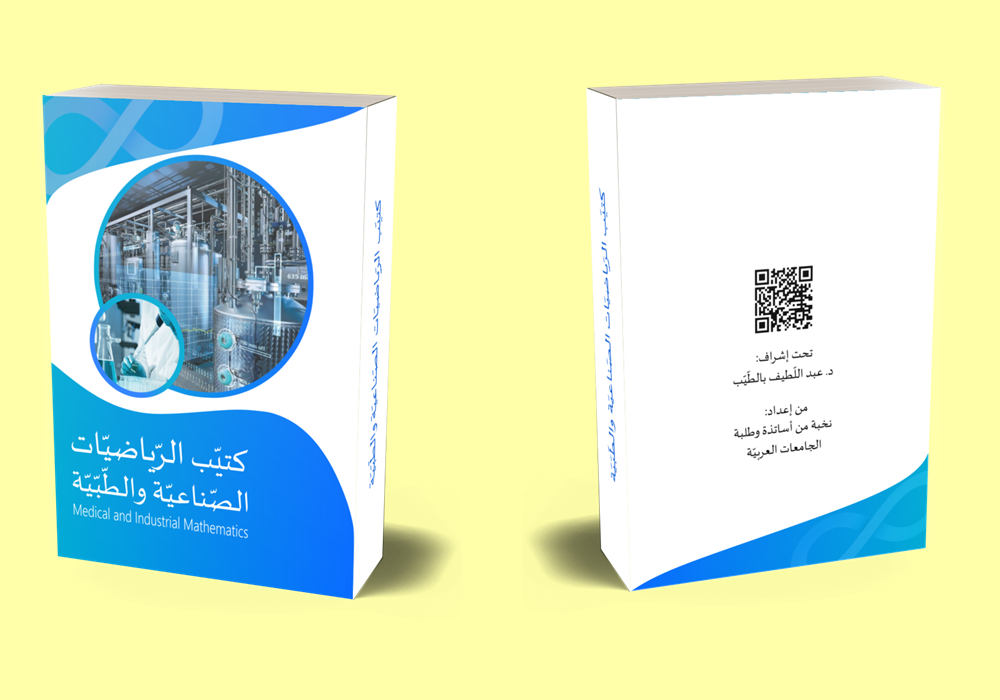 كتيّب الرّياضيّات
الصّناعيّة والطّبّيّة
Medical and Industrial Mathematics
كتيّب الرّياضيّات الصّناعيّة والطّبّيّة
كتيّب الرّياضيّات الصّناعيّة والطّبّيّة
تحت إشراف:
د. عبد اللّطيف بالطّيّب
من إعداد:
نخبة من أساتذة وطلبة
الجامعات العربيّة